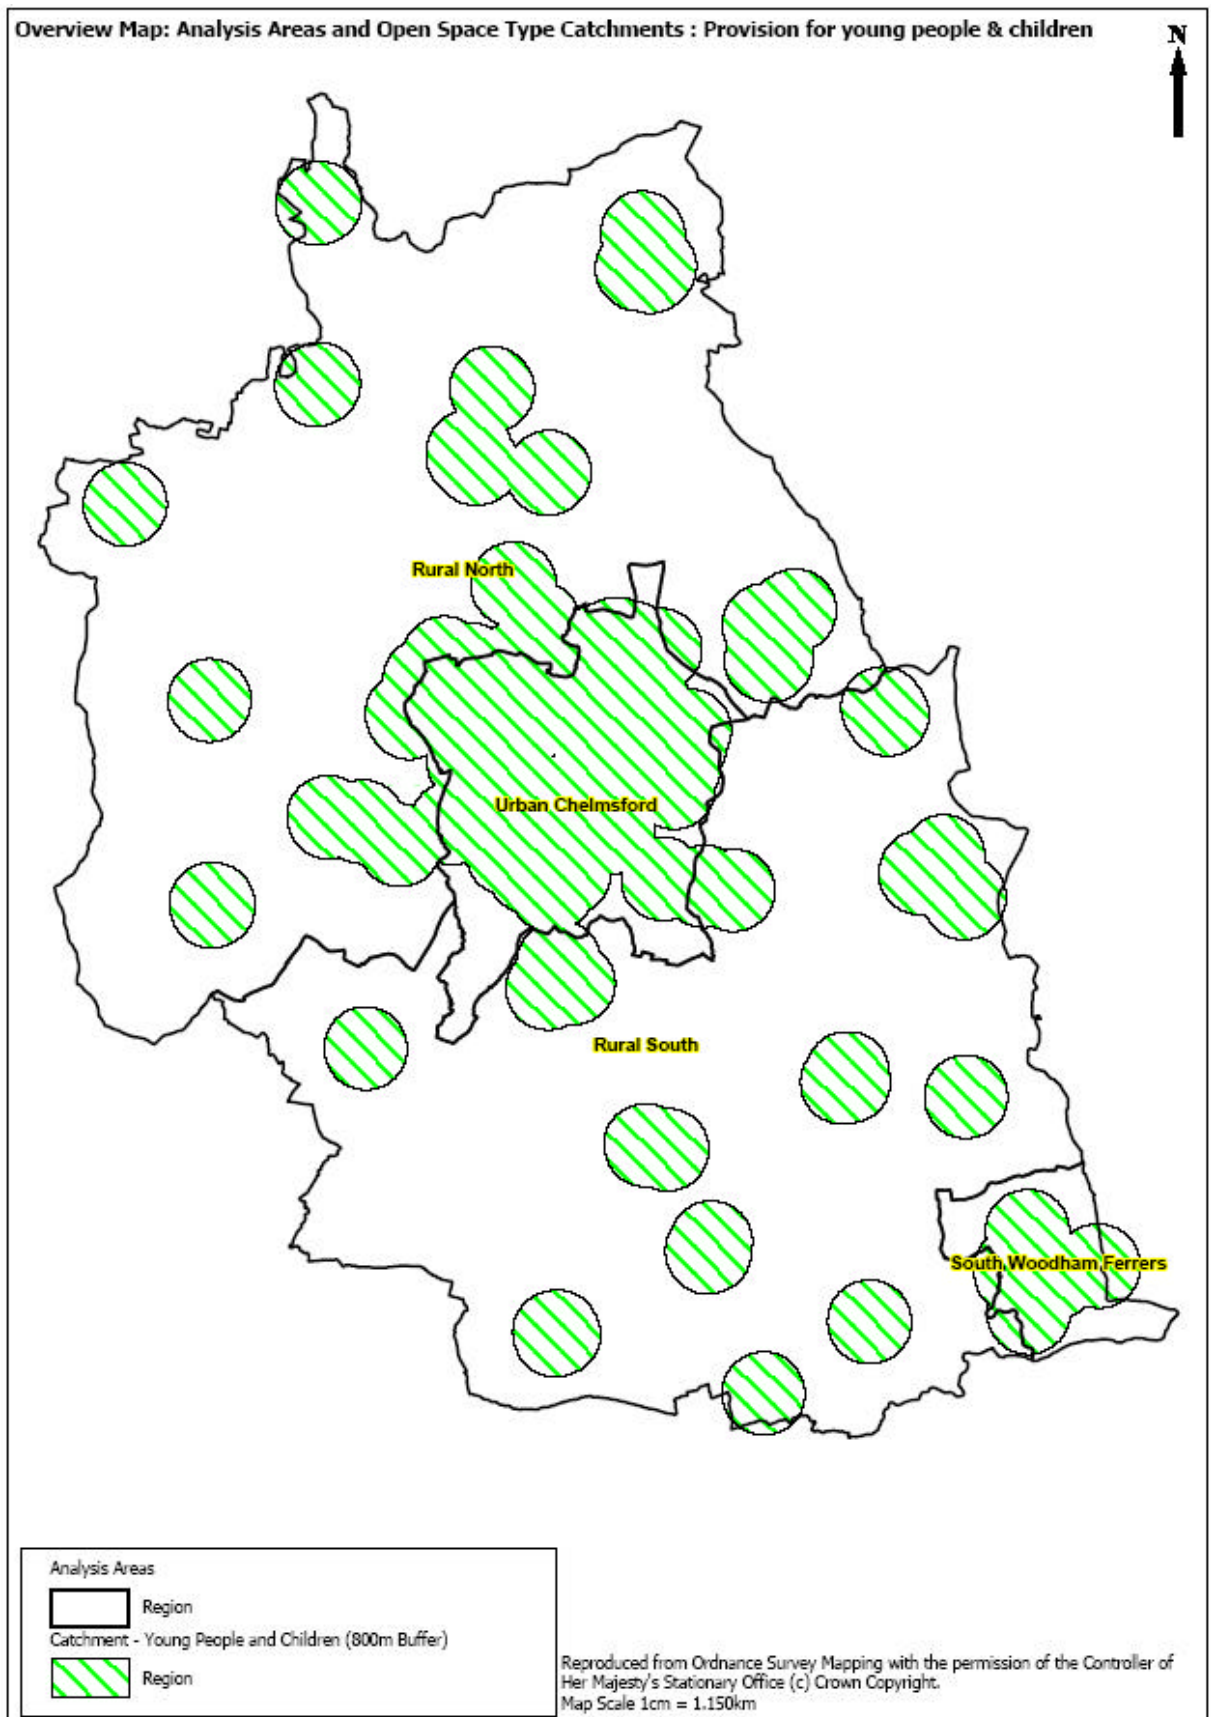 Overview Map: Analysis Areas and Open Space Type Catchments : Provision for young people & children
N
Rural North
Urban Chelmsford
Rural South
South Woodham Ferrers
Analysis Areas
Region
Catchment - Young People and Children (800m Buffer)
Region
Reproduced from Ordnance Survey Mapping with the permission of the Controller of
Her Majesty's Stationary Office (c) Crown Copyright.
Map Scale 1cm = 1.150km